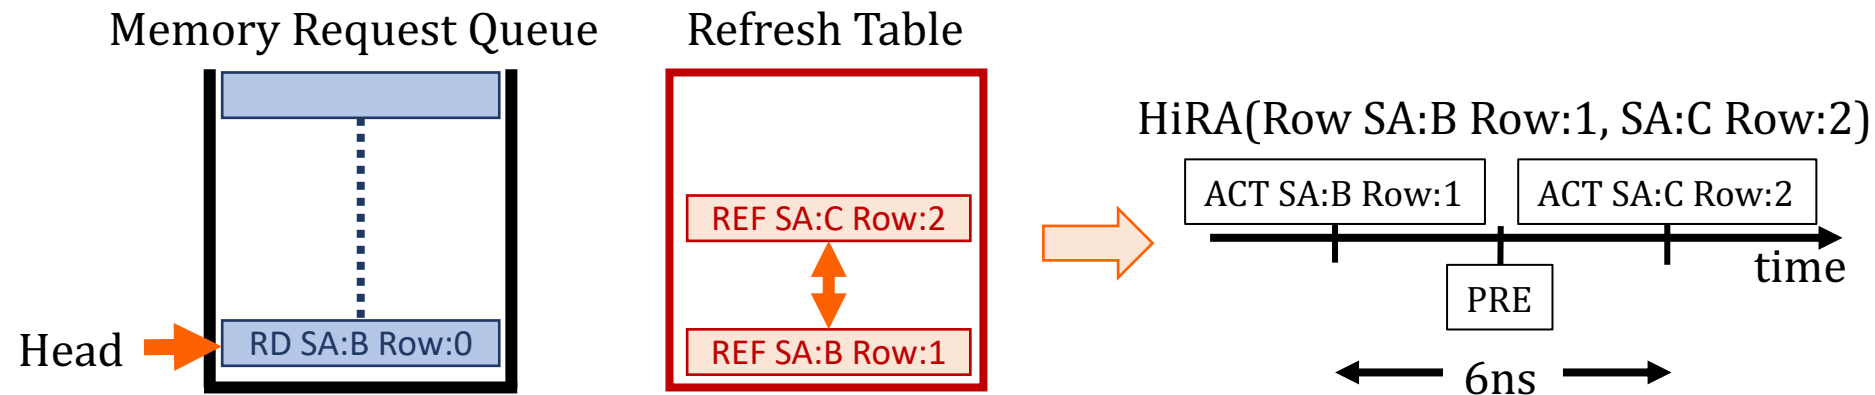 Memory Request Queue
Head
RD SA:B Row:0
Refresh Table
REF SA:C Row:2
REF SA:B Row:1
HiRA(Row SA:B Row:1, SA:C Row:2)
ACT SA:B Row:1
ACT SA:C Row:2
time
PRE
6ns